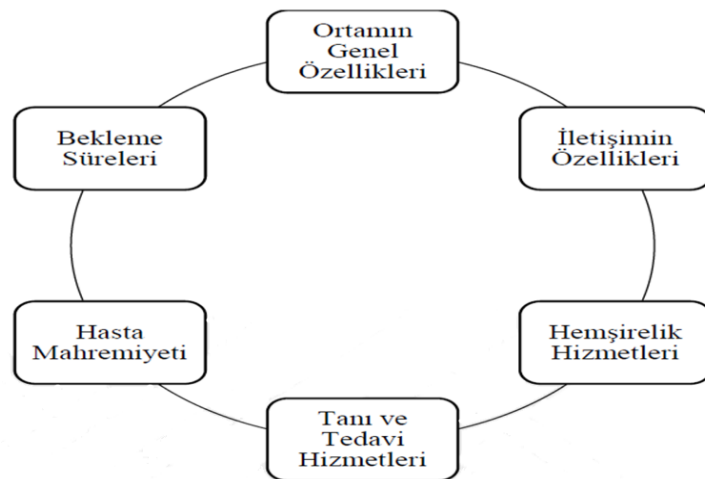 Ortamın
Genel
Özellikleri
Bekleme
Süreleri
İletişimin
Özellikleri
Hasta
Mahremiyeti
Hemşirelik
Hizmetleri
Tanı ve
Tedavi
Hizmetleri